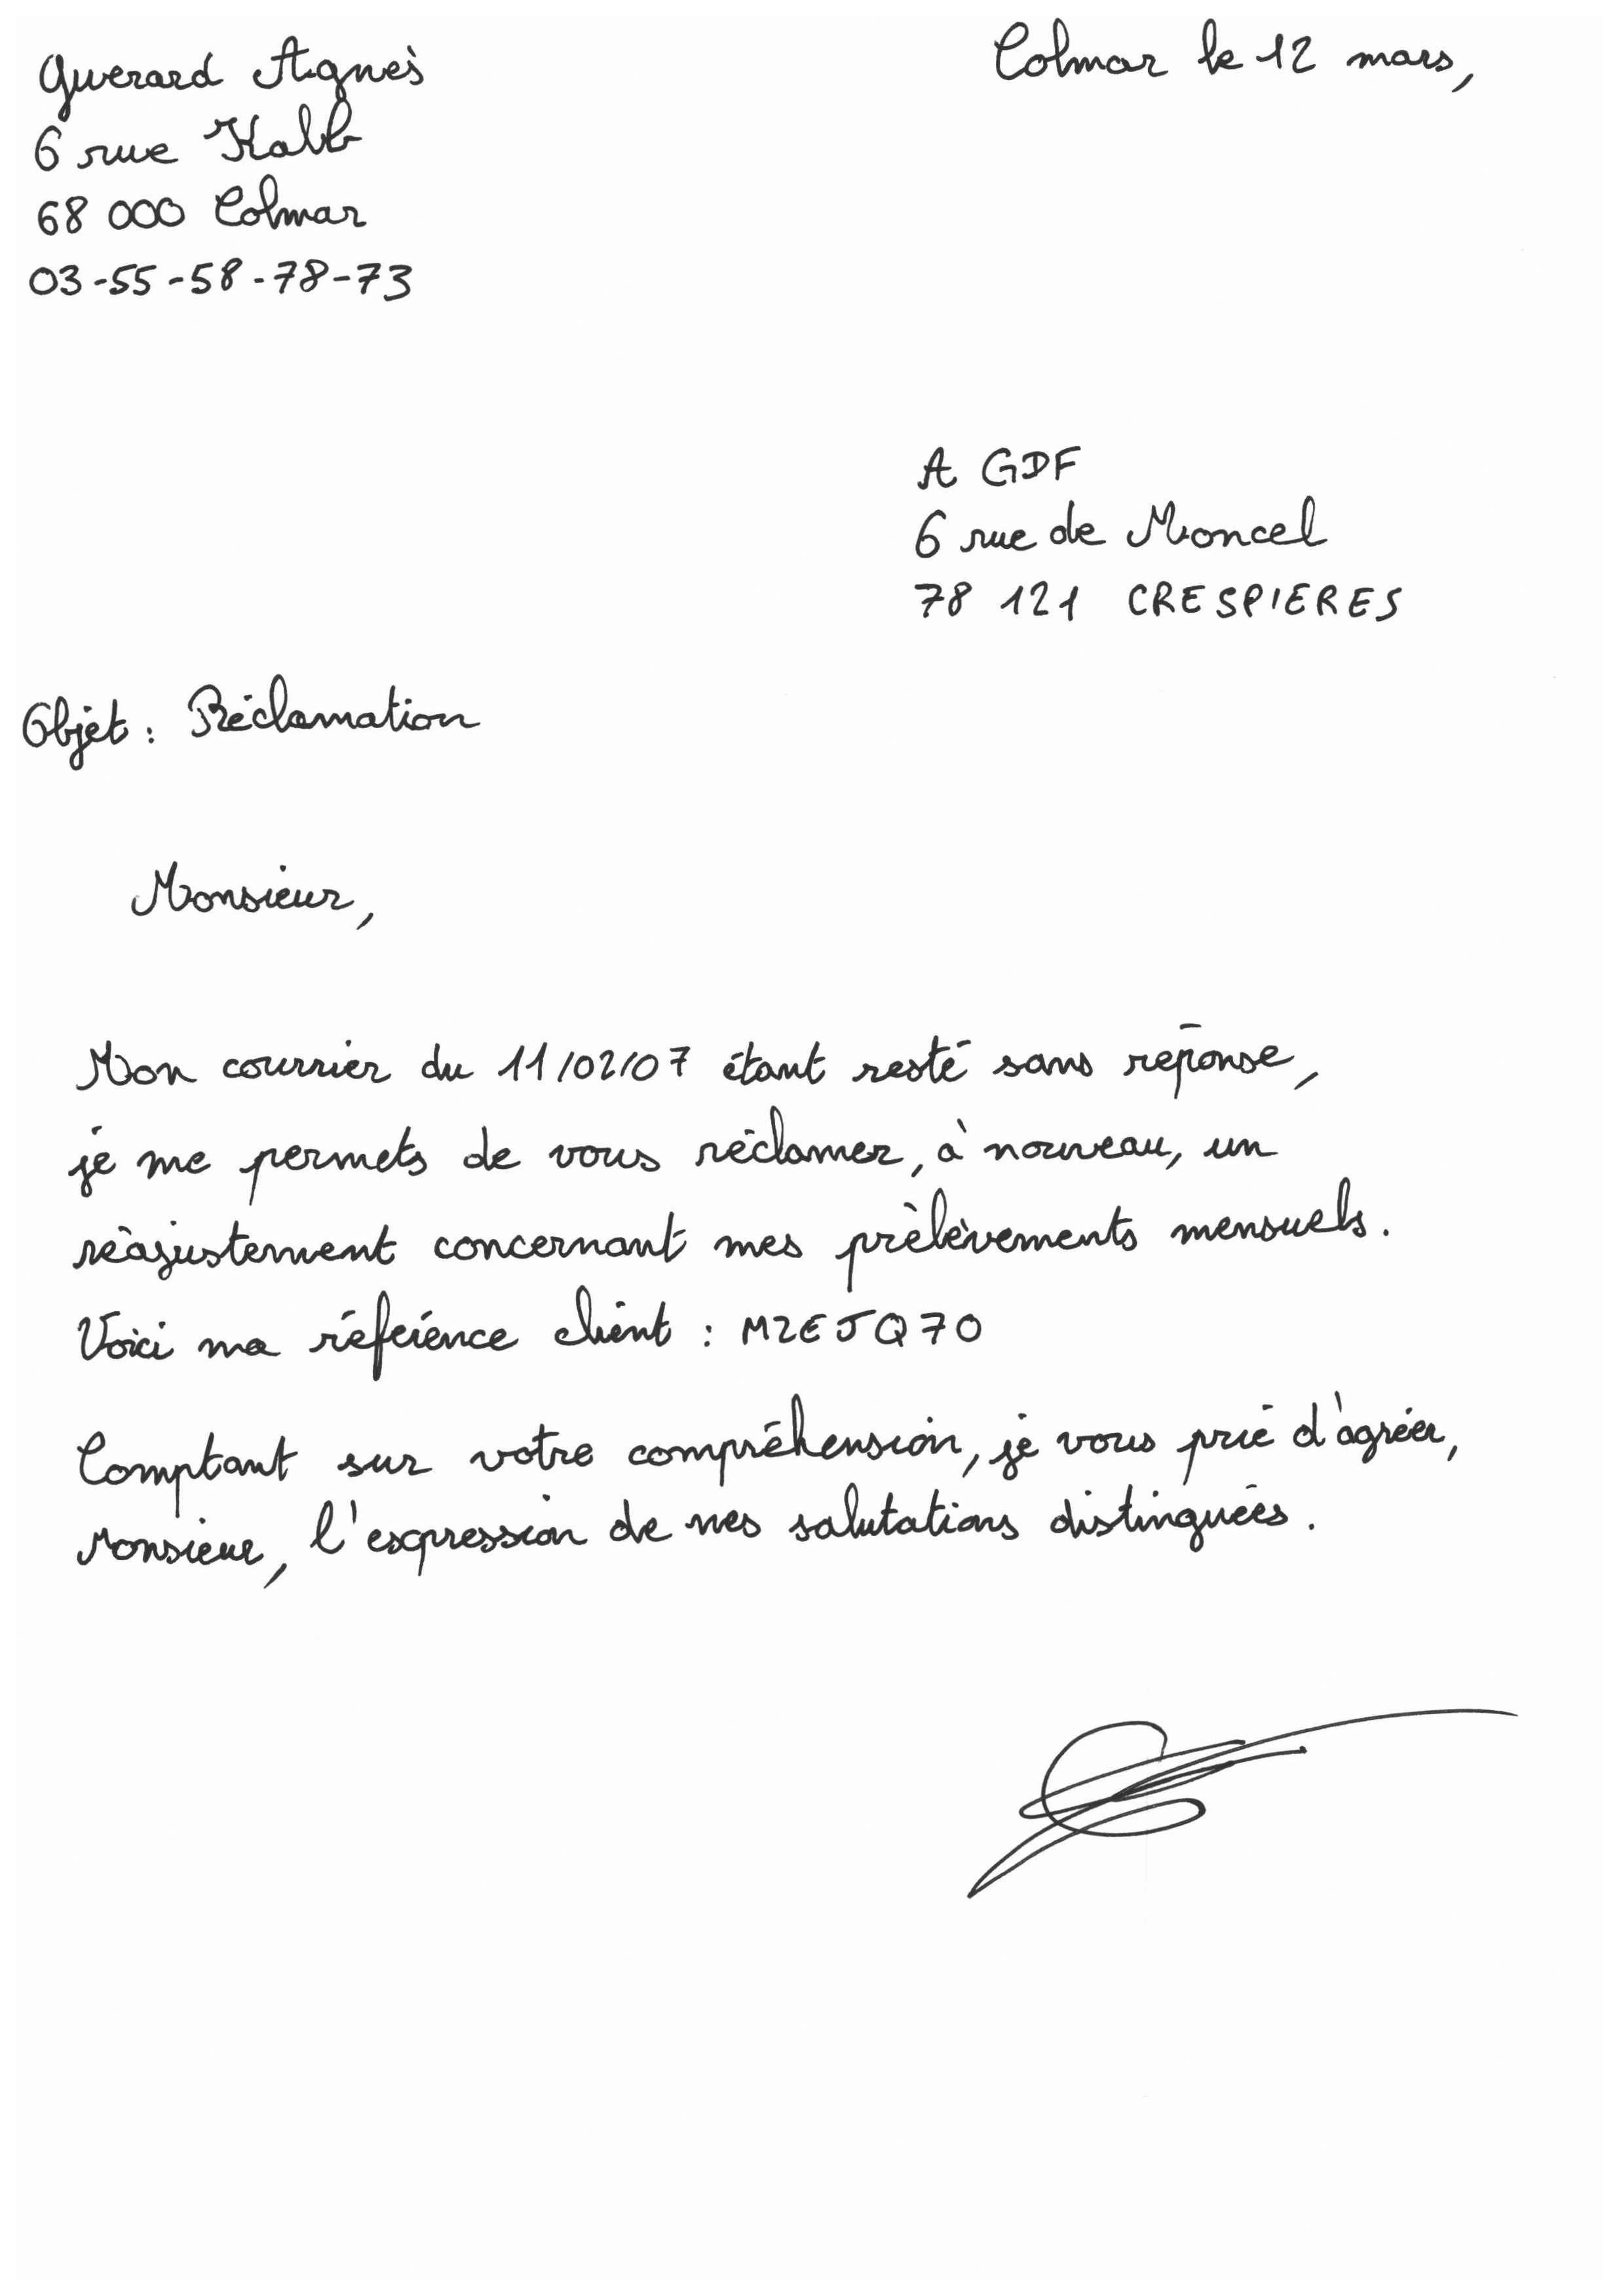 Guerard Agnès
Colmar le 12 mars,
6 rue Kalb
68 000 Colmar
03-55-58-78-73
A GDF
6 rue de Moncel
78 121 CRESPIERES
Objet : Réclamation
Monsieur,
Mon courrier du 11/02/07 étant resté sans réponse,
je me permets de vous réclamer, à nouveau, un
réajustement concernant mes prélèvements mensuels.
Voici ma référence client : M2EJQ70
Comptant sur votre compréhension, je vous prie d'agréer,
Monsieur, l'expression de mes salutations distinguées.